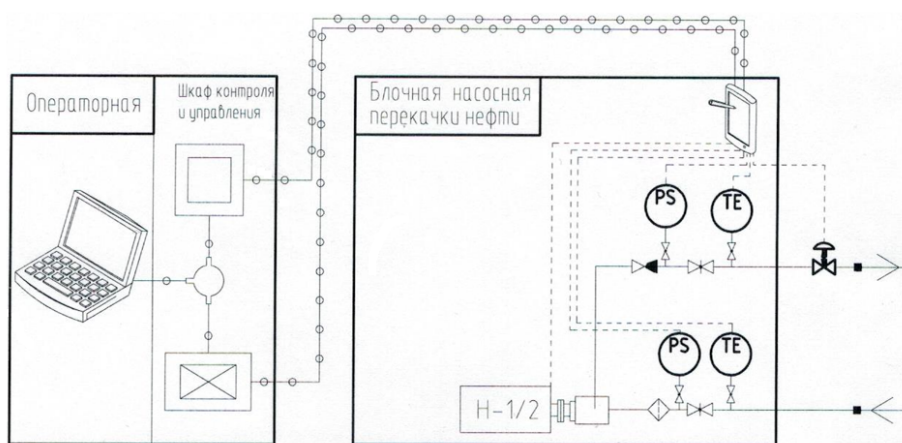 Операторная
Шкаф контроля
и управления
Блочная насосная
перекачки нефти
PS
TE
PS
TE
Н-1/2